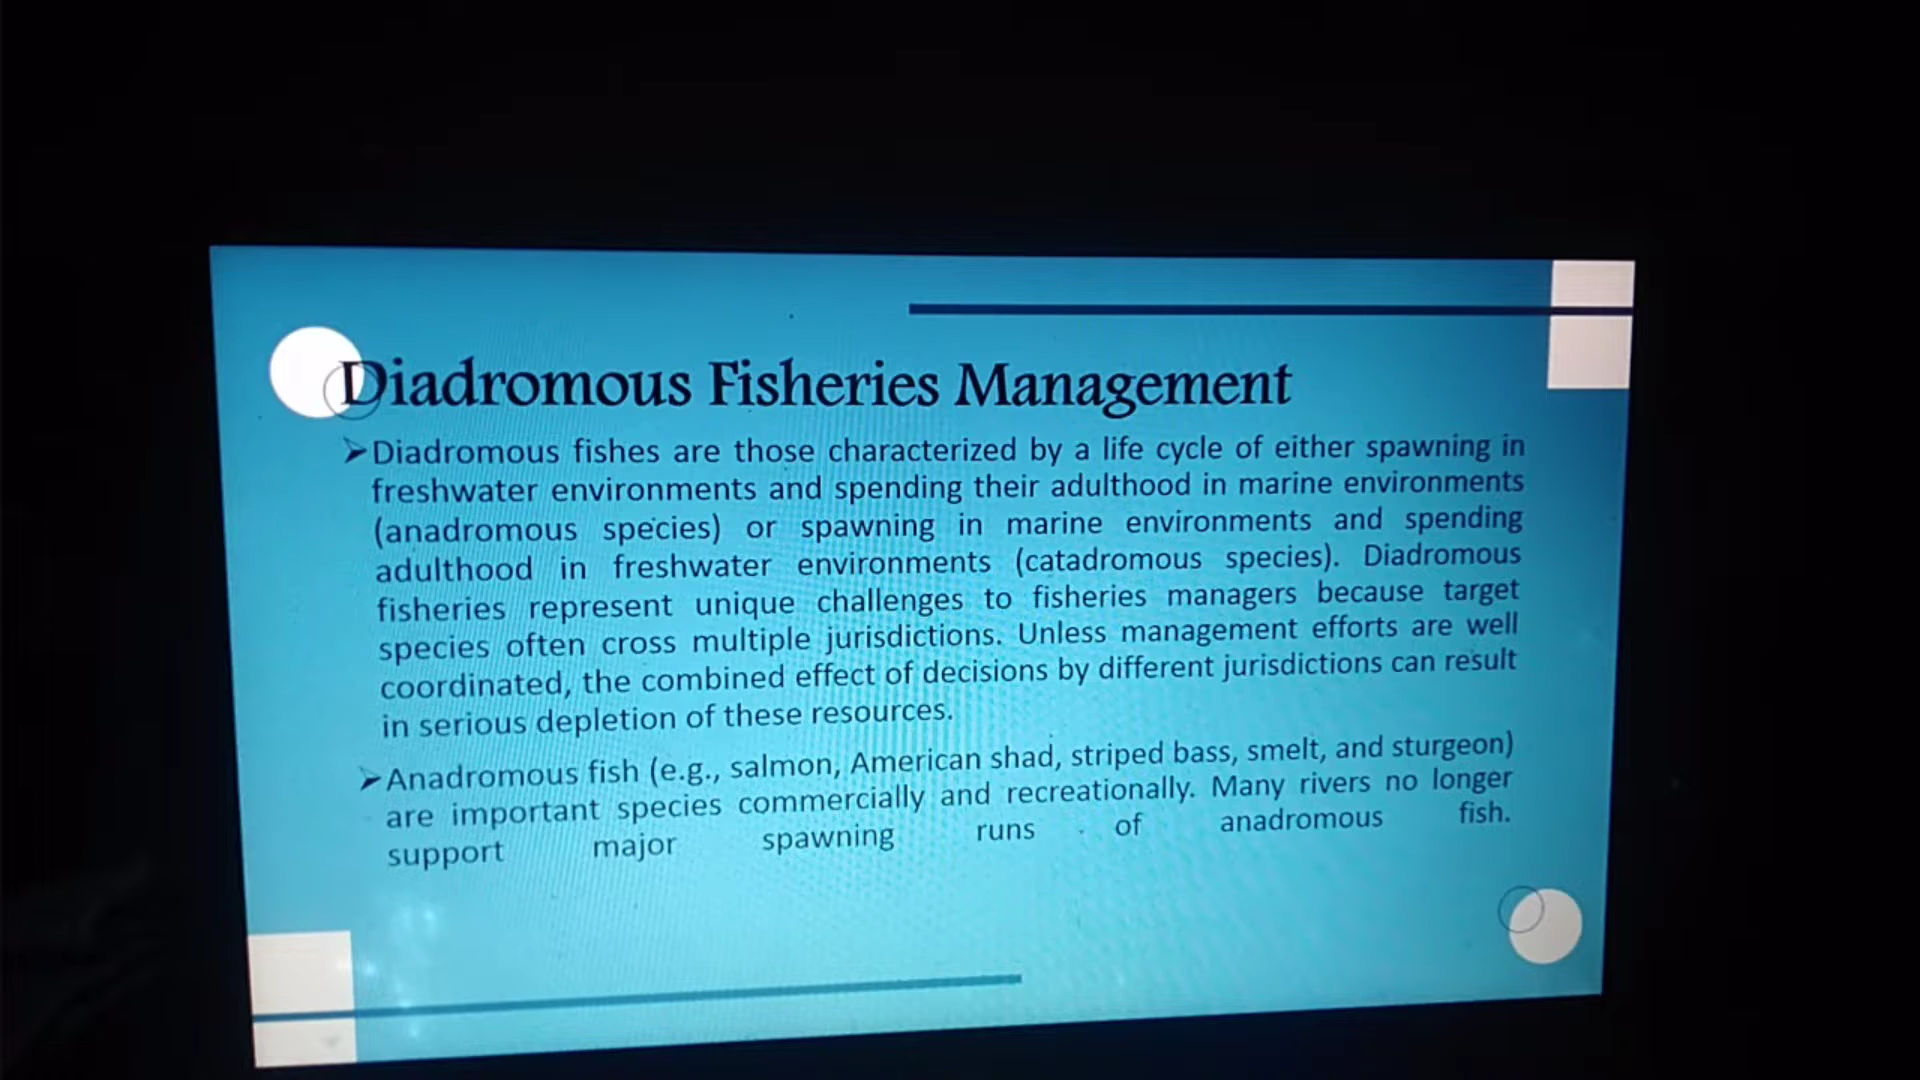 Diadromous Fisheries Management
➢Diadromous fishes are those characterized by a life cycle of either spawning in
freshwater environments and spending their adulthood in marine environments
(anadromous species) or spawning in marine environments and spending
adulthood in freshwater environments (catadromous species). Diadromous
fisheries represent unique challenges to fisheries managers because target
species often cross multiple jurisdictions. Unless management efforts are well
coordinated, the combined effect of decisions by different jurisdictions can result
in serious depletion of these resources.
➢Anadromous fish (e.g., salmon, American shad, striped bass, smelt, and sturgeon)
are important species commercially and recreationally. Many rivers no longer
support major spawning runs of anadromous fish.